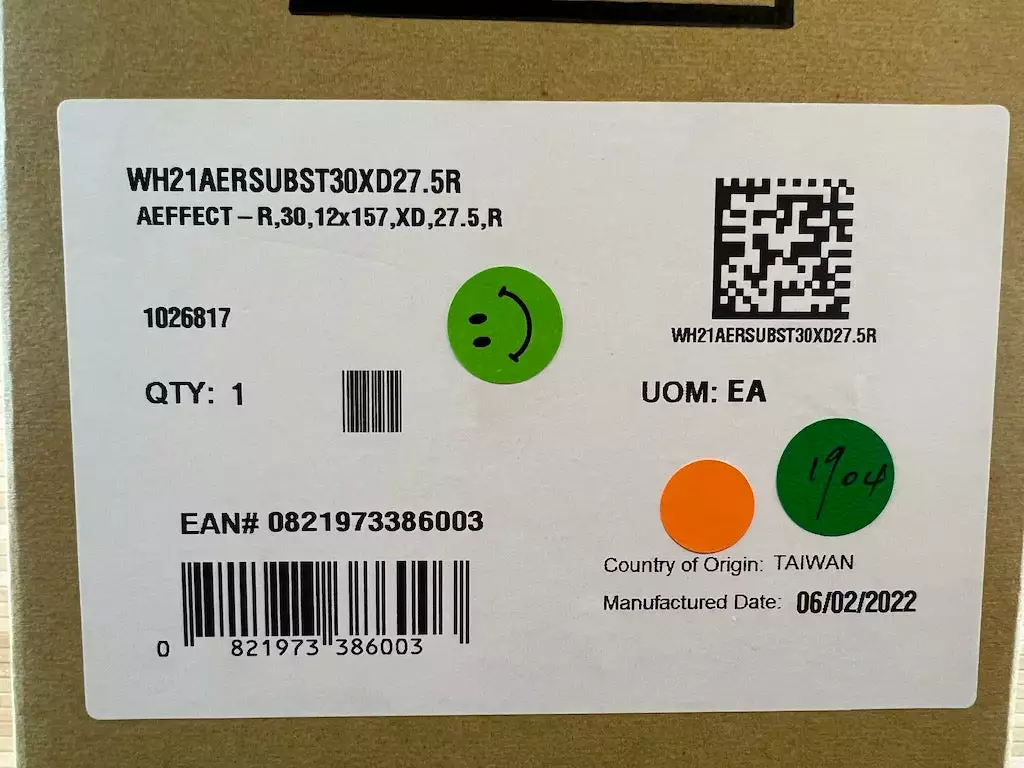 WH21AERSUBST30XD27.5R
AEFFECT – R,30,12x157,XD,27.5,R
WH21AERSUBST30XD27.5R
1026817
QTY: 1
UOM: EA
1904
EAN# 0821973386003
0 821973 386003
Country of Origin: TAIWAN
Manufactured Date: 06/02/2022